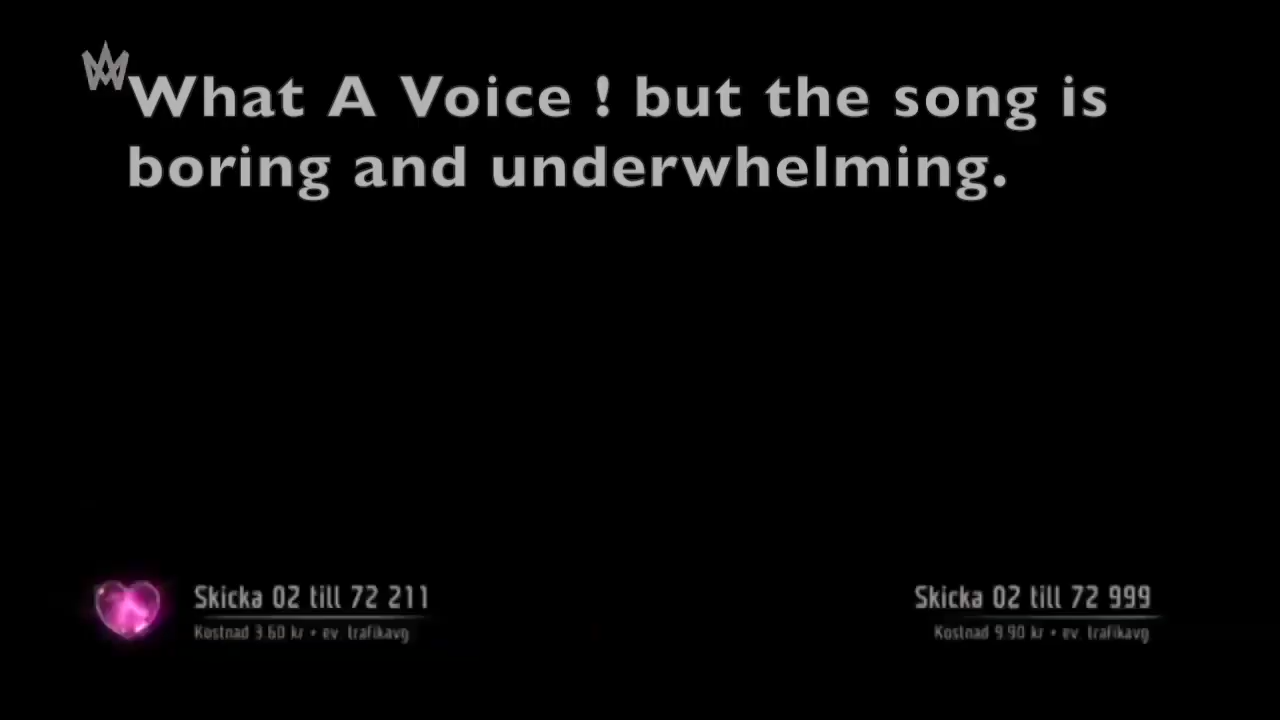 What A Voice ! but the song is
boring and underwhelming.
Skicka 02 till 72 211
Kostnad 3.60 kr • ev. trafikavg
Skicka 02 till 72 999
Kostnad 9.90 kr • ev. trafikavg